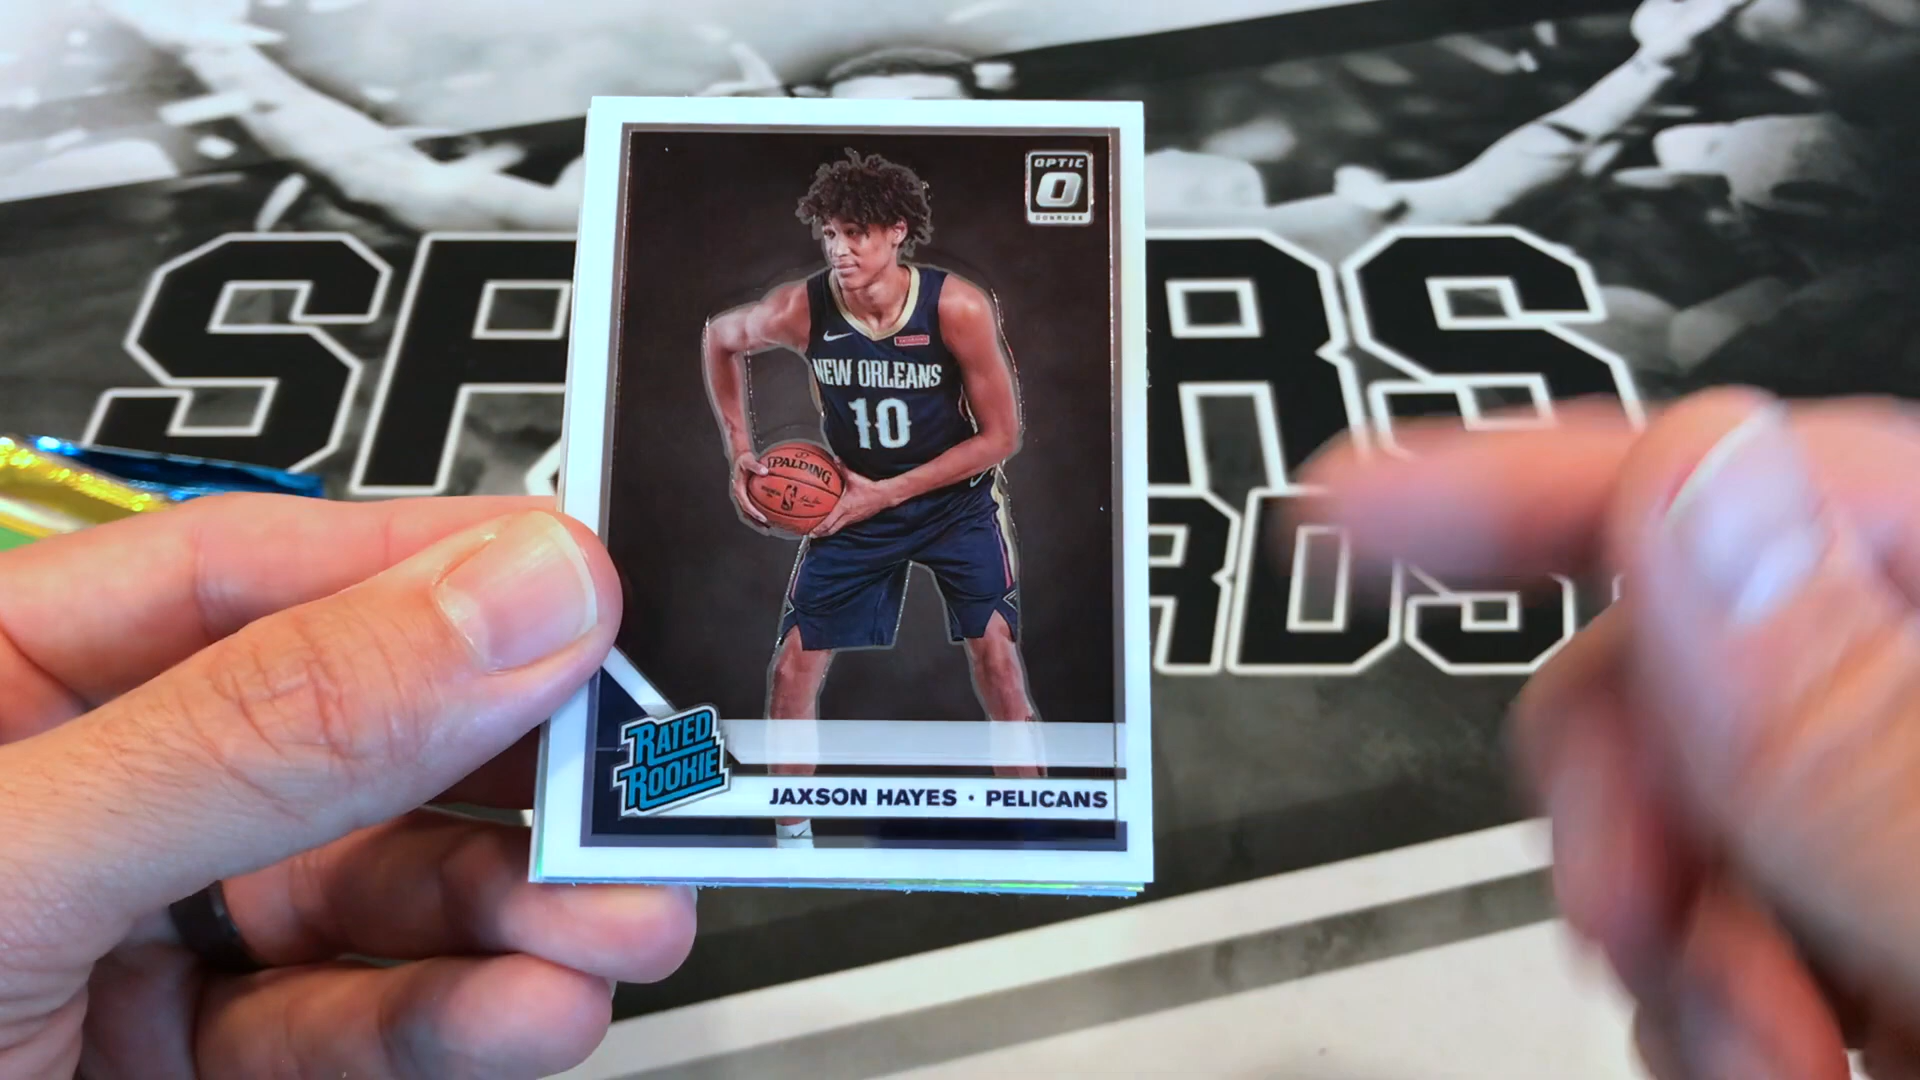 OPTIC
O
DONRUSS
NEW ORLEANS
10
SPALDING
RATED
ROOKIE
JAXSON HAYES · PELICANS